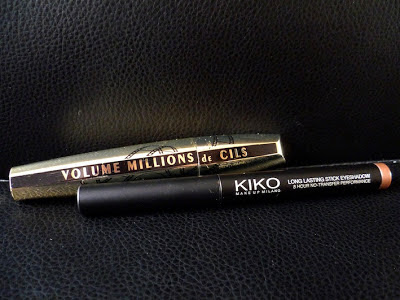 VOLUME MILLIONS de CILS
KIKO
MAKE UP MILANO
LONG LASTING STICK EYESHADOW
8 HOUR NO-TRANSFER PERFORMANCE